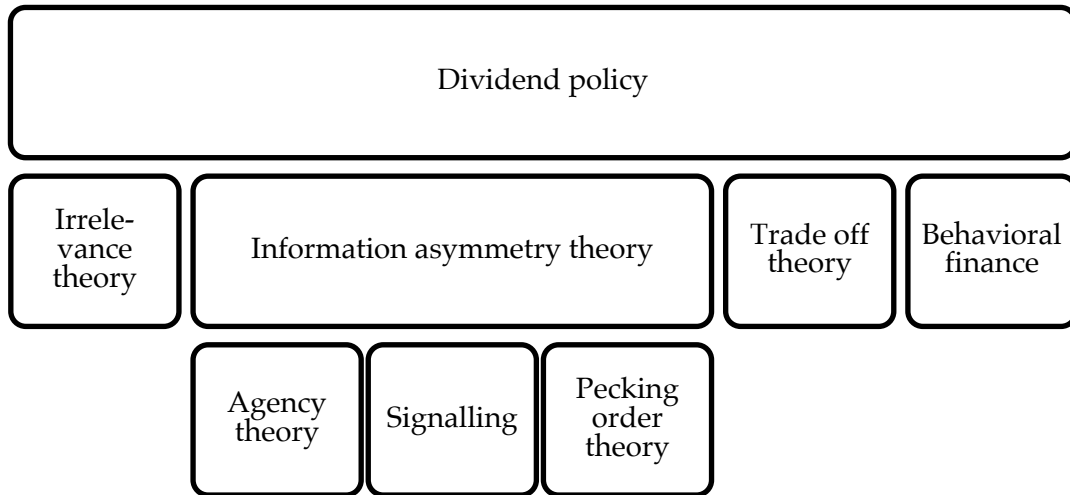 Dividend policy
Irrele-
vance
theory
Information asymmetry theory
Trade off
theory
Behavioral
finance
Agency
theory
Signalling
Pecking
order
theory